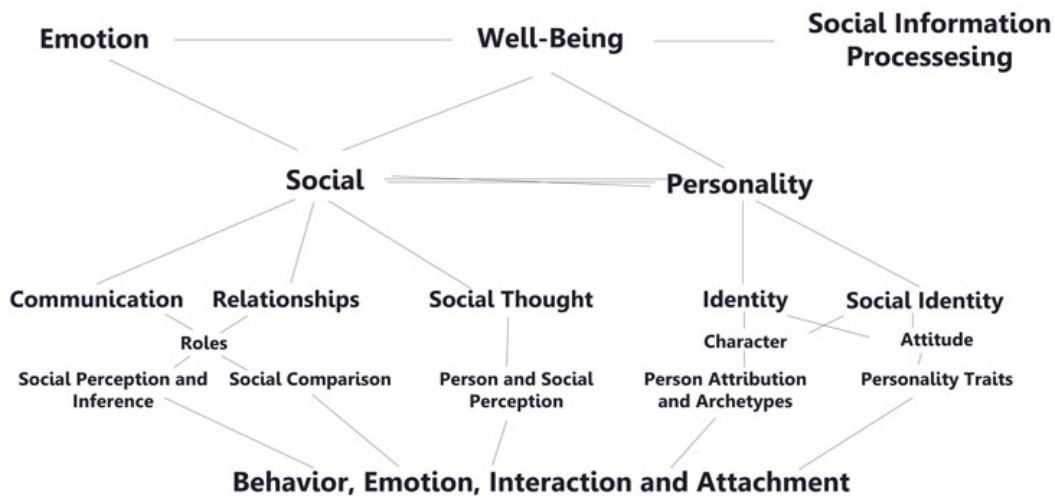 Emotion
Well-Being
Social Information
Processesing
Social
Personality
Communication
Relationships
Social Thought
Identity
Social Identity
Roles
Character
Attitude
Social Perception and
Inference
Social Comparison
Person and Social
Perception
Person Attribution
and Archetypes
Personality Traits
Behavior, Emotion, Interaction and Attachment